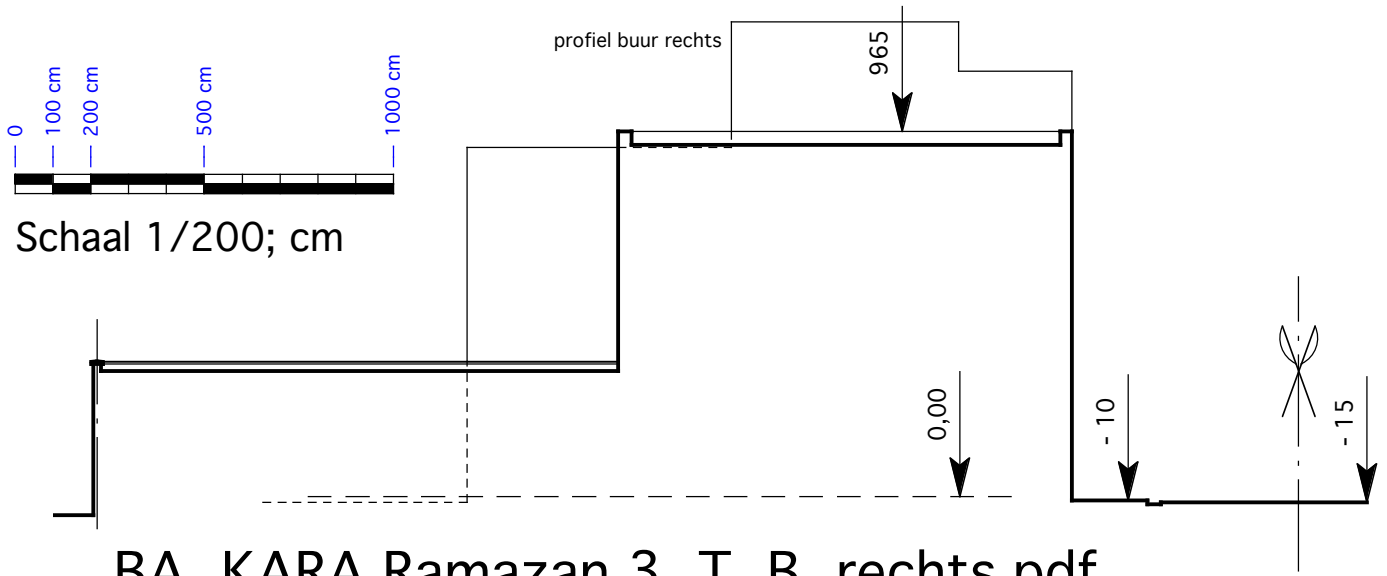 profiel buur rechts
965
0
100 cm
200 cm
500 cm
1000 cm
Schaal 1/200; cm
0,00
- 10
- 15
BA_KARA Ramazan 3_T_B_rechts.pdf